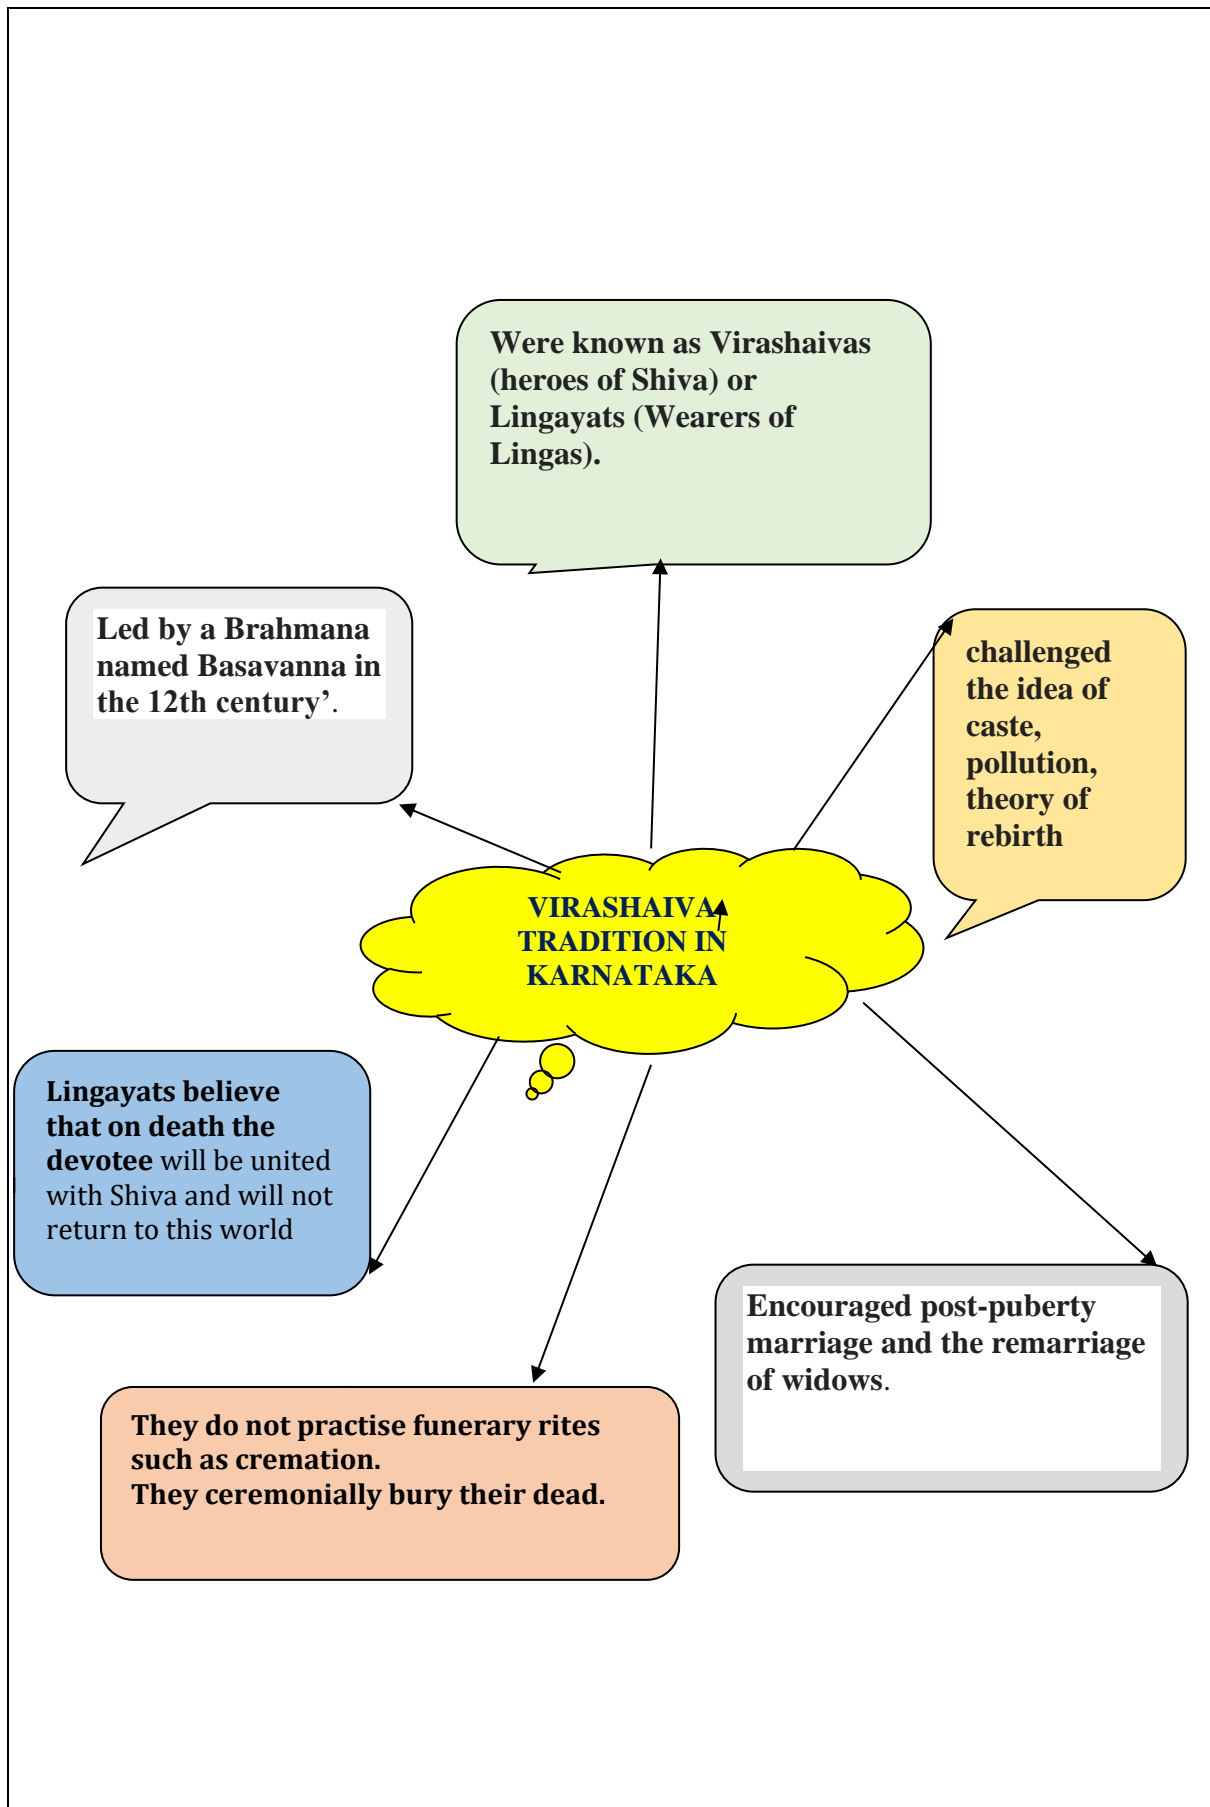 Were known as Virashaivas
(heroes of Shiva) or
Lingayats (Wearers of
Lingas).
Led by a Brahmana
named Basavanna in
the 12th century’.
challenged
the idea of
caste,
pollution,
theory of
rebirth
VIRASHAIVA
TRADITION IN
KARNATAKA
Lingayats believe
that on death the
devotee will be united
with Shiva and will not
return to this world
Encouraged post-puberty
marriage and the remarriage
of widows.
They do not practise funerary rites
such as cremation.
They ceremonially bury their dead.